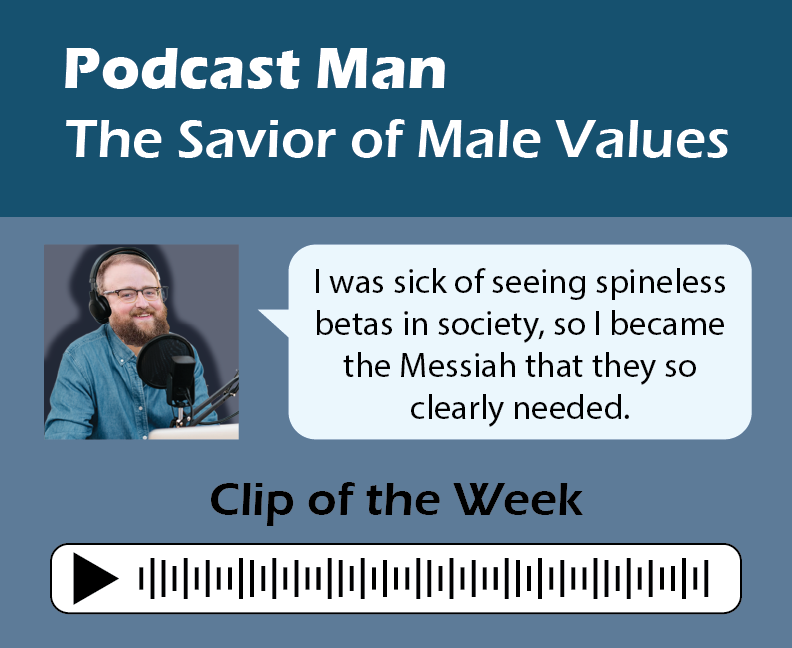 Podcast Man
The Savior of Male Values
I was sick of seeing spineless
betas in society, so I became
the Messiah that they so
clearly needed.
Clip of the Week